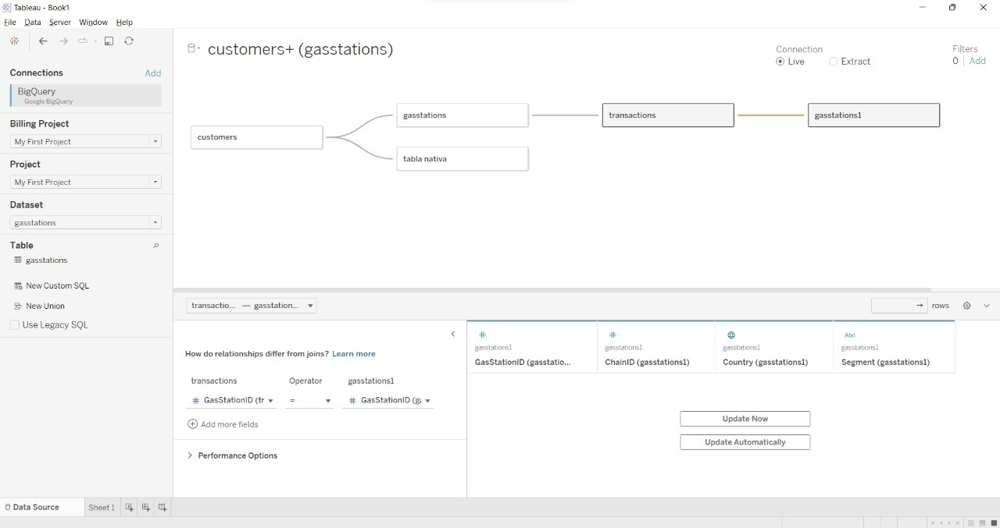 Tableau - Book1
File Data Server Window Help
Connections Add
BigQuery
Google BigQuery
Billing Project
My First Project
Project
My First Project
Dataset
gasstations
Table
gasstations
New Custom SQL
New Union
Use Legacy SQL
customers+ (gasstations)
Connection
Live Extract
Filters
0 Add
customers
gasstations
transactions
gasstations1
tabla nativa
transactio... — gasstation...
rows
How do relationships differ from joins? Learn more
transactions Operator gasstations1
# GasStationID (tr = # GasStationID (ga
Add more fields
Performance Options
# # Abc
gasstations1 gasstations1 gasstations1 gasstations1
GasStationID (gasstatio... ChainID (gasstations1) Country (gasstations1) Segment (gasstations1)
Update Now
Update Automatically
Data Source Sheet 1